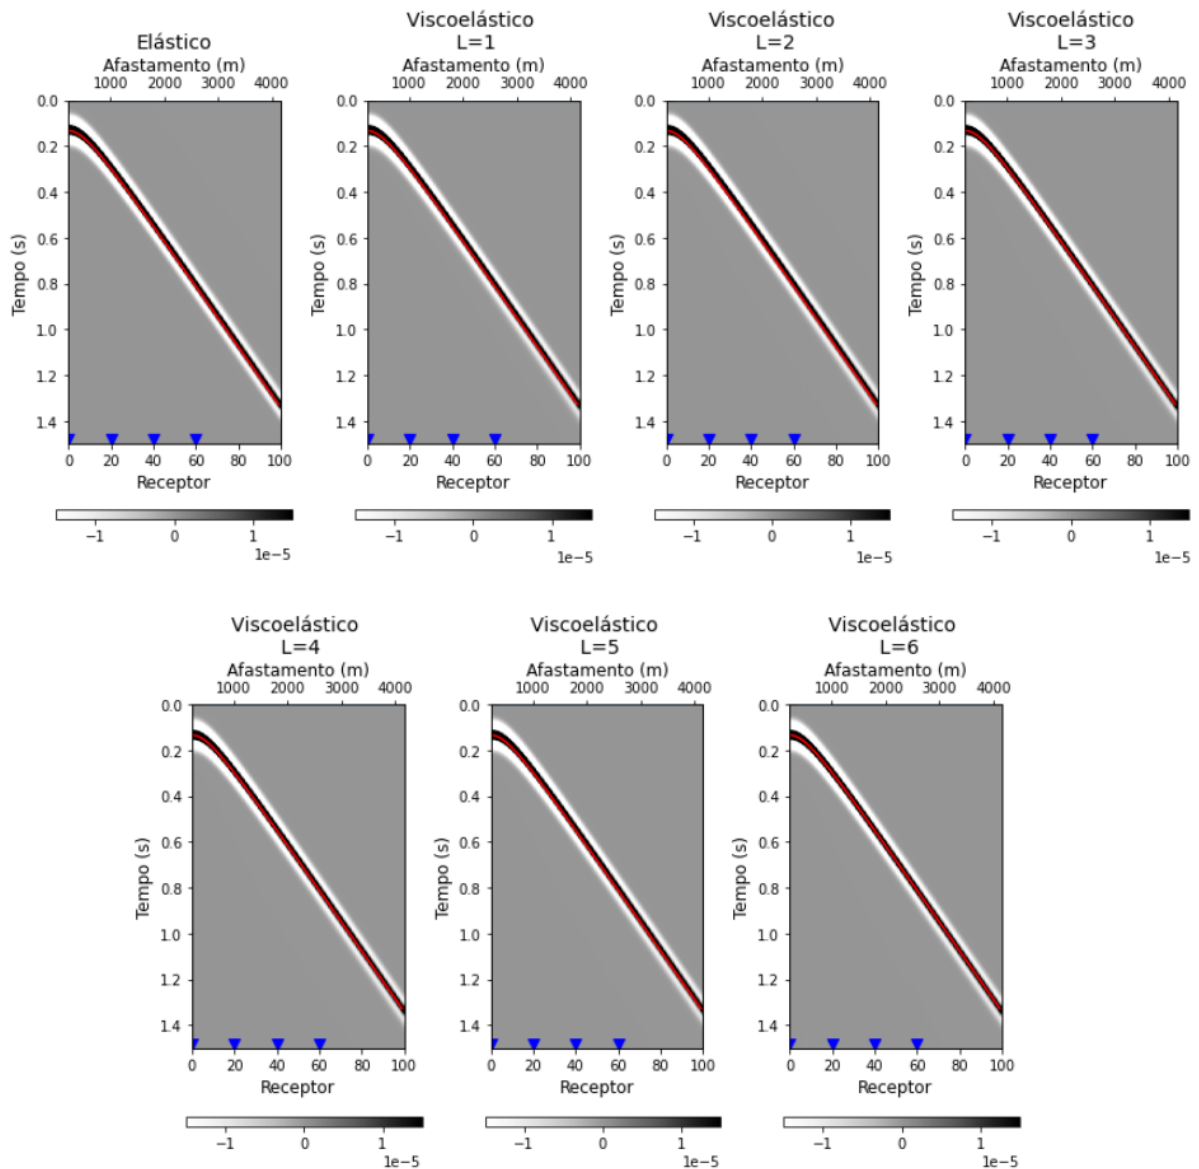 Elástico
Afastamento (m)
1000 2000 3000 4000
0.0
0.2
0.4
0.6
0.8
1.0
1.2
1.4
Tempo (s)
0 20 40 60 80 100
Receptor
−1 0 1
1e−5
Viscoelástico
L=1
Afastamento (m)
1000 2000 3000 4000
0.0
0.2
0.4
0.6
0.8
1.0
1.2
1.4
Tempo (s)
0 20 40 60 80 100
Receptor
−1 0 1
1e−5
Viscoelástico
L=2
Afastamento (m)
1000 2000 3000 4000
0.0
0.2
0.4
0.6
0.8
1.0
1.2
1.4
Tempo (s)
0 20 40 60 80 100
Receptor
−1 0 1
1e−5
Viscoelástico
L=3
Afastamento (m)
1000 2000 3000 4000
0.0
0.2
0.4
0.6
0.8
1.0
1.2
1.4
Tempo (s)
0 20 40 60 80 100
Receptor
−1 0 1
1e−5
Viscoelástico
L=4
Afastamento (m)
1000 2000 3000 4000
0.0
0.2
0.4
0.6
0.8
1.0
1.2
1.4
Tempo (s)
0 20 40 60 80 100
Receptor
−1 0 1
1e−5
Viscoelástico
L=5
Afastamento (m)
1000 2000 3000 4000
0.0
0.2
0.4
0.6
0.8
1.0
1.2
1.4
Tempo (s)
0 20 40 60 80 100
Receptor
−1 0 1
1e−5
Viscoelástico
L=6
Afastamento (m)
1000 2000 3000 4000
0.0
0.2
0.4
0.6
0.8
1.0
1.2
1.4
Tempo (s)
0 20 40 60 80 100
Receptor
−1 0 1
1e−5